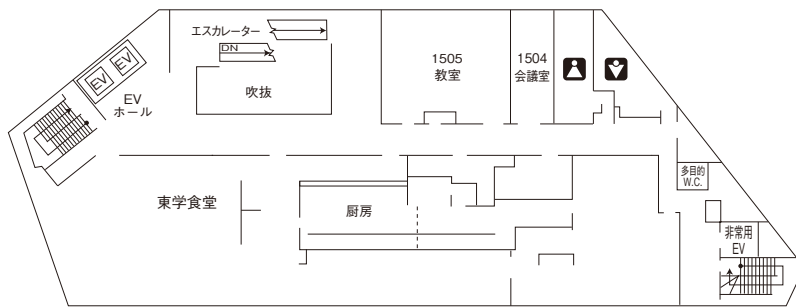 エスカレーター
DN
EV
EV
EV
ホール
吹抜
1505
教室
1504
会議室
東学食堂
厨房
多目的
W.C.
非常用
EV